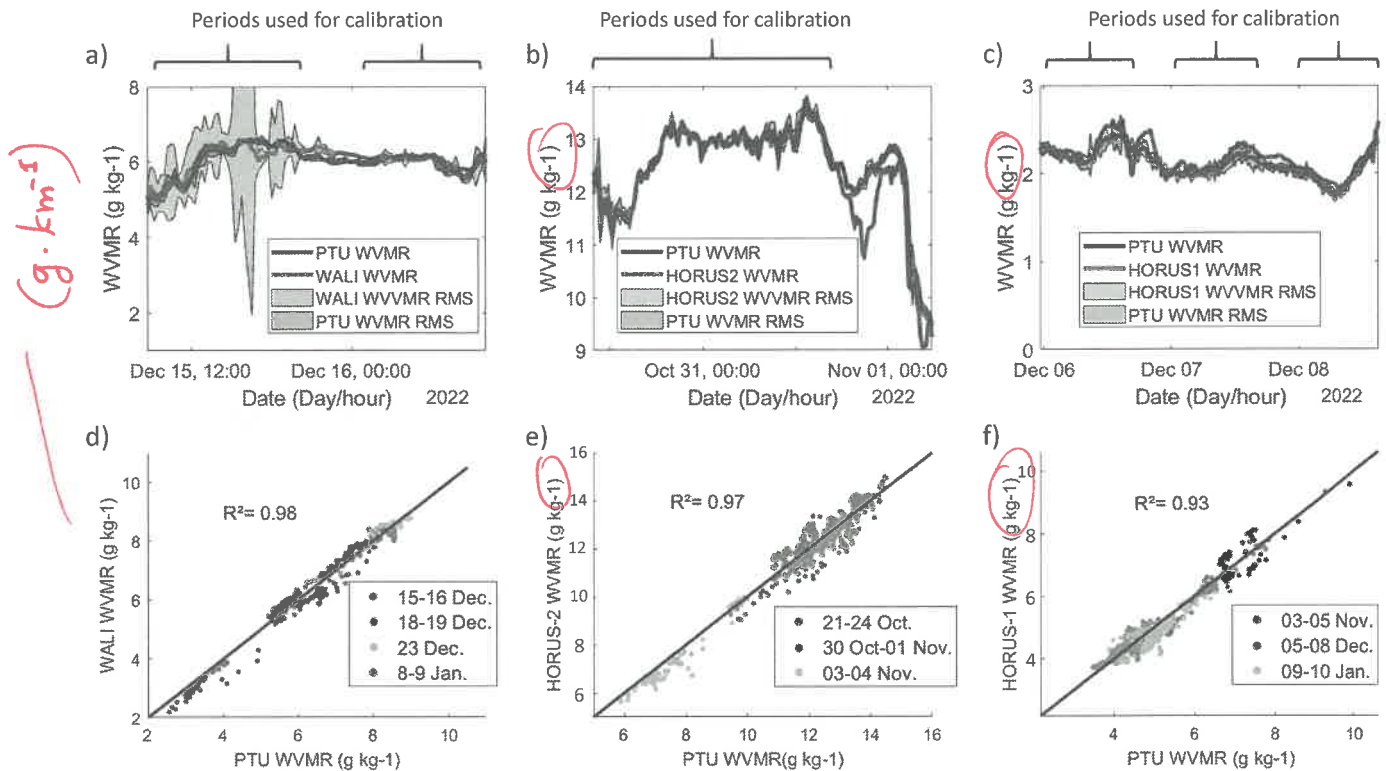 Periods used for calibration
Periods used for calibration
Periods used for calibration
a)
b)
c)
(g. km⁻¹)
WVMR (g kg-1)
8
6
4
2
PTU WVMR
WALI WVMR
WALI WVVMR RMS
PTU WVMR RMS
Dec 15, 12:00
Dec 16, 00:00
Date (Day/hour)
2022
WVMR (g kg-1)
14
13
12
11
10
9
PTU WVMR
HORUS2 WVMR
HORUS2 WVVMR RMS
PTU WVMR RMS
Oct 31, 00:00
Nov 01, 00:00
Date (Day/hour)
2022
WVMR (g kg-1)
3
2
1
0
PTU WVMR
HORUS1 WVMR
HORUS1 WVVMR RMS
PTU WVMR RMS
Dec 06
Dec 07
Dec 08
Date (Day/hour)
2022
d)
WALI WVMR (g kg-1)
10
8
6
4
2
R²= 0.98
15-16 Dec.
18-19 Dec.
23 Dec.
8-9 Jan.
2
4
6
8
10
PTU WVMR (g kg-1)
e)
HORUS-2 WVMR (g kg-1)
16
14
12
10
8
6
R²= 0.97
21-24 Oct.
30 Oct-01 Nov.
03-04 Nov.
6
8
10
12
14
16
PTU WVMR(g kg-1)
f)
HORUS-1 WVMR (g kg-1)
10
8
6
4
R²= 0.93
03-05 Nov.
05-08 Dec.
09-10 Jan.
4
6
8
10
PTU WVMR (g kg-1)